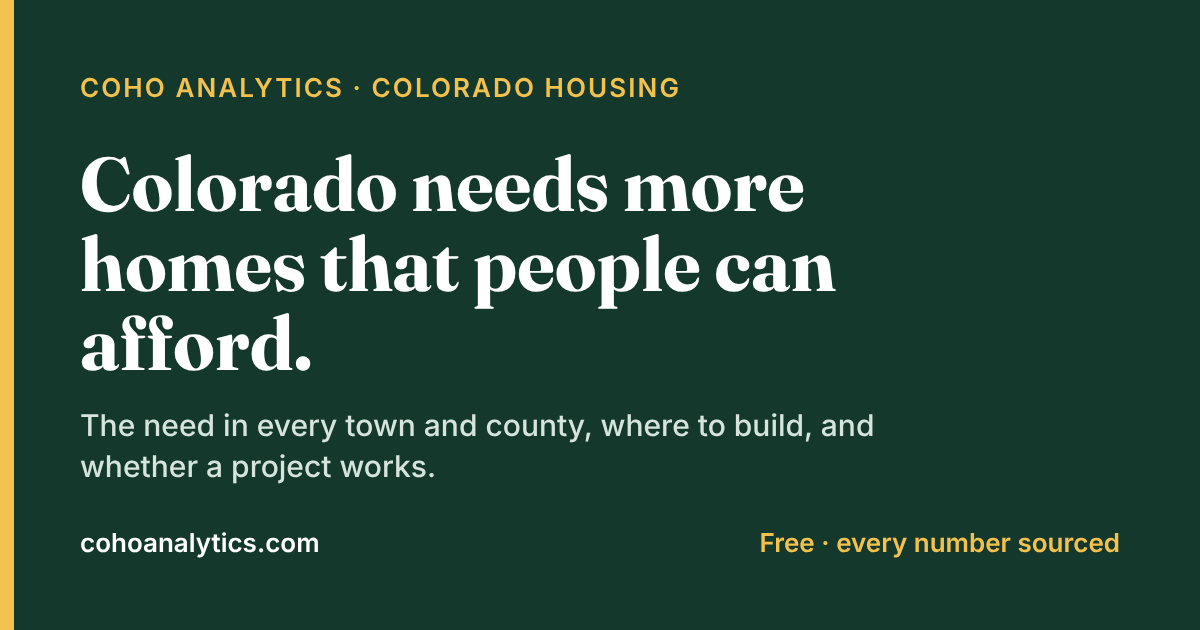 COHO ANALYTICS · COLORADO HOUSING
Colorado needs more
homes that people can
afford.
The need in every town and county, where to build, and
whether a project works.
cohoanalytics.com
Free · every number sourced